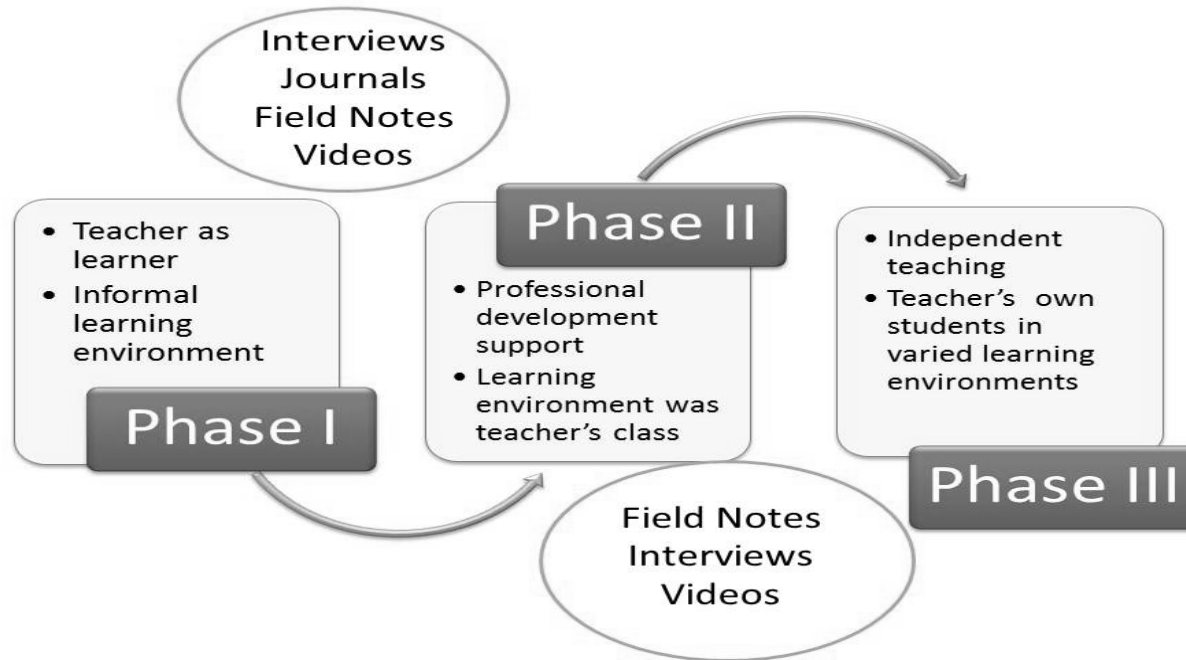 Interviews
Journals
Field Notes
Videos
• Teacher as
learner
• Informal
learning
environment
Phase I
Phase II
• Professional
development
support
• Learning
environment was
teacher’s class
Field Notes
Interviews
Videos
• Independent
teaching
• Teacher’s own
students in
varied learning
environments
Phase III